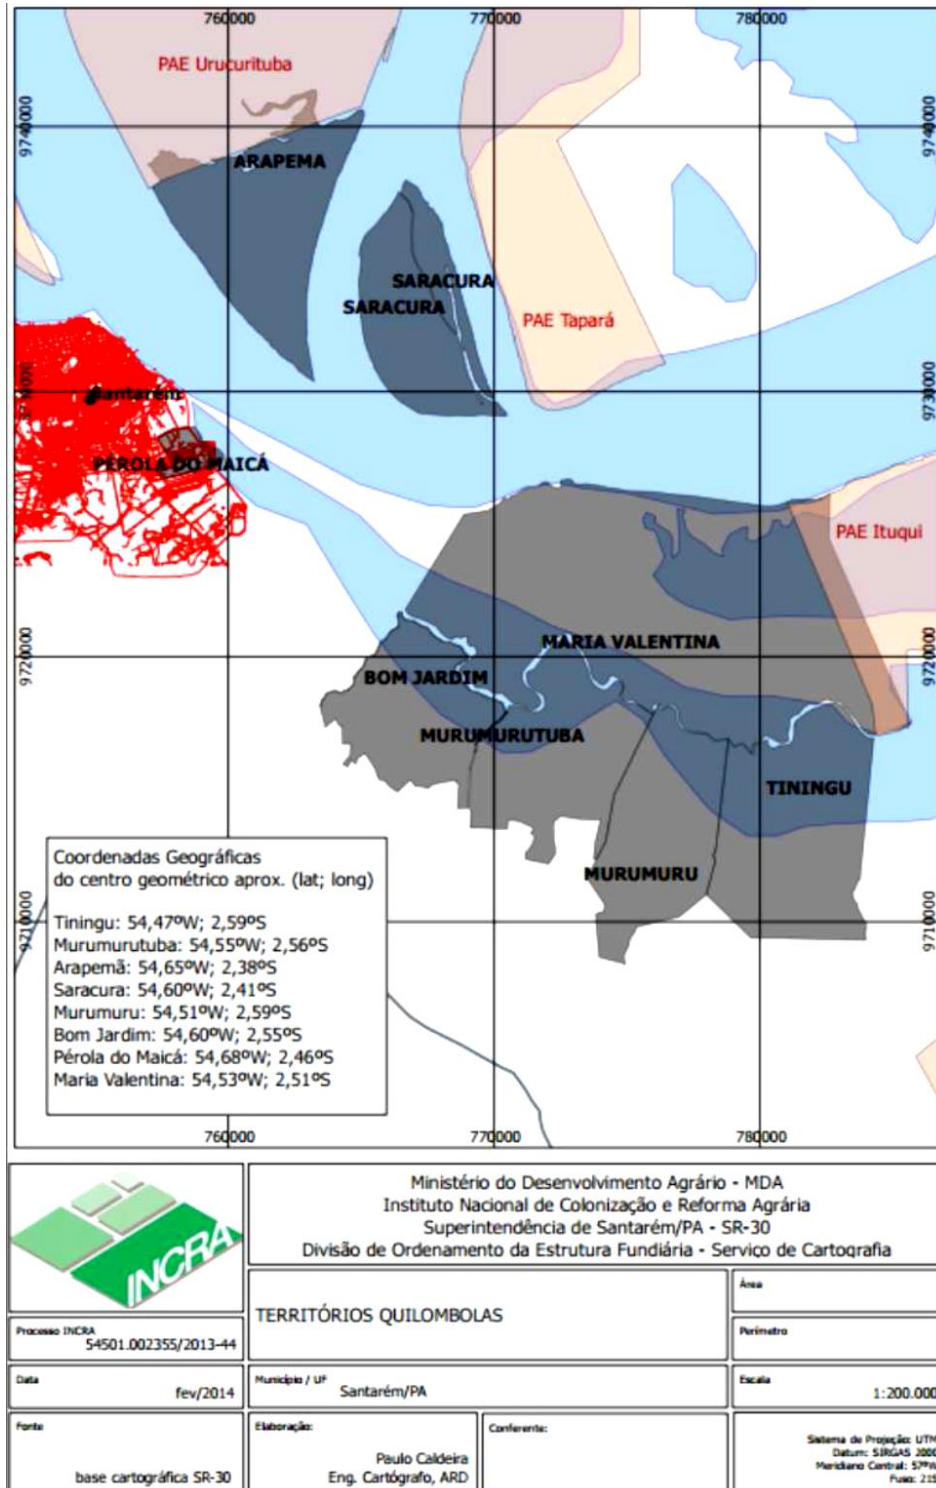 760000 770000 780000
PAE Urucurituba
9740000 9740000
ARAPEMA
SARACURA
SARACURA
PAE Tapará
9730000 9730000
Santarém
PÉROLA DO MAICÁ
PAE Ituqui
MARIA VALENTINA
9720000 9720000
BOM JARDIM
MURUMURUTUBA
TININGU
MURUMURU
9710000 9710000
Coordenadas Geográficas
do centro geométrico aprox. (lat; long)
Tiningu: 54,47ºW; 2,59ºS
Murumurutuba: 54,55ºW; 2,56ºS
Arapemã: 54,65ºW; 2,38ºS
Saracura: 54,60ºW; 2,41ºS
Murumuru: 54,51ºW; 2,59ºS
Bom Jardim: 54,60ºW; 2,55ºS
Pérola do Maicá: 54,68ºW; 2,46ºS
Maria Valentina: 54,53ºW; 2,51ºS
760000 770000 780000
INCRA
Ministério do Desenvolvimento Agrário - MDA
Instituto Nacional de Colonização e Reforma Agrária
Superintendência de Santarém/PA - SR-30
Divisão de Ordenamento da Estrutura Fundiária - Serviço de Cartografia
TERRITÓRIOS QUILOMBOLAS
Área
Processo INCRA
54501.002355/2013-44
Perímetro
Data
fev/2014
Município / UF
Santarém/PA
Escala
1:200.000
Fonte
base cartográfica SR-30
Elaboração:
Paulo Caldeira
Eng. Cartógrafo, ARD
Conferente:
Sistema de Projeção: UTM
Datum: SIRGAS 2000
Meridiano Central: 57ºW
Fuso: 21S